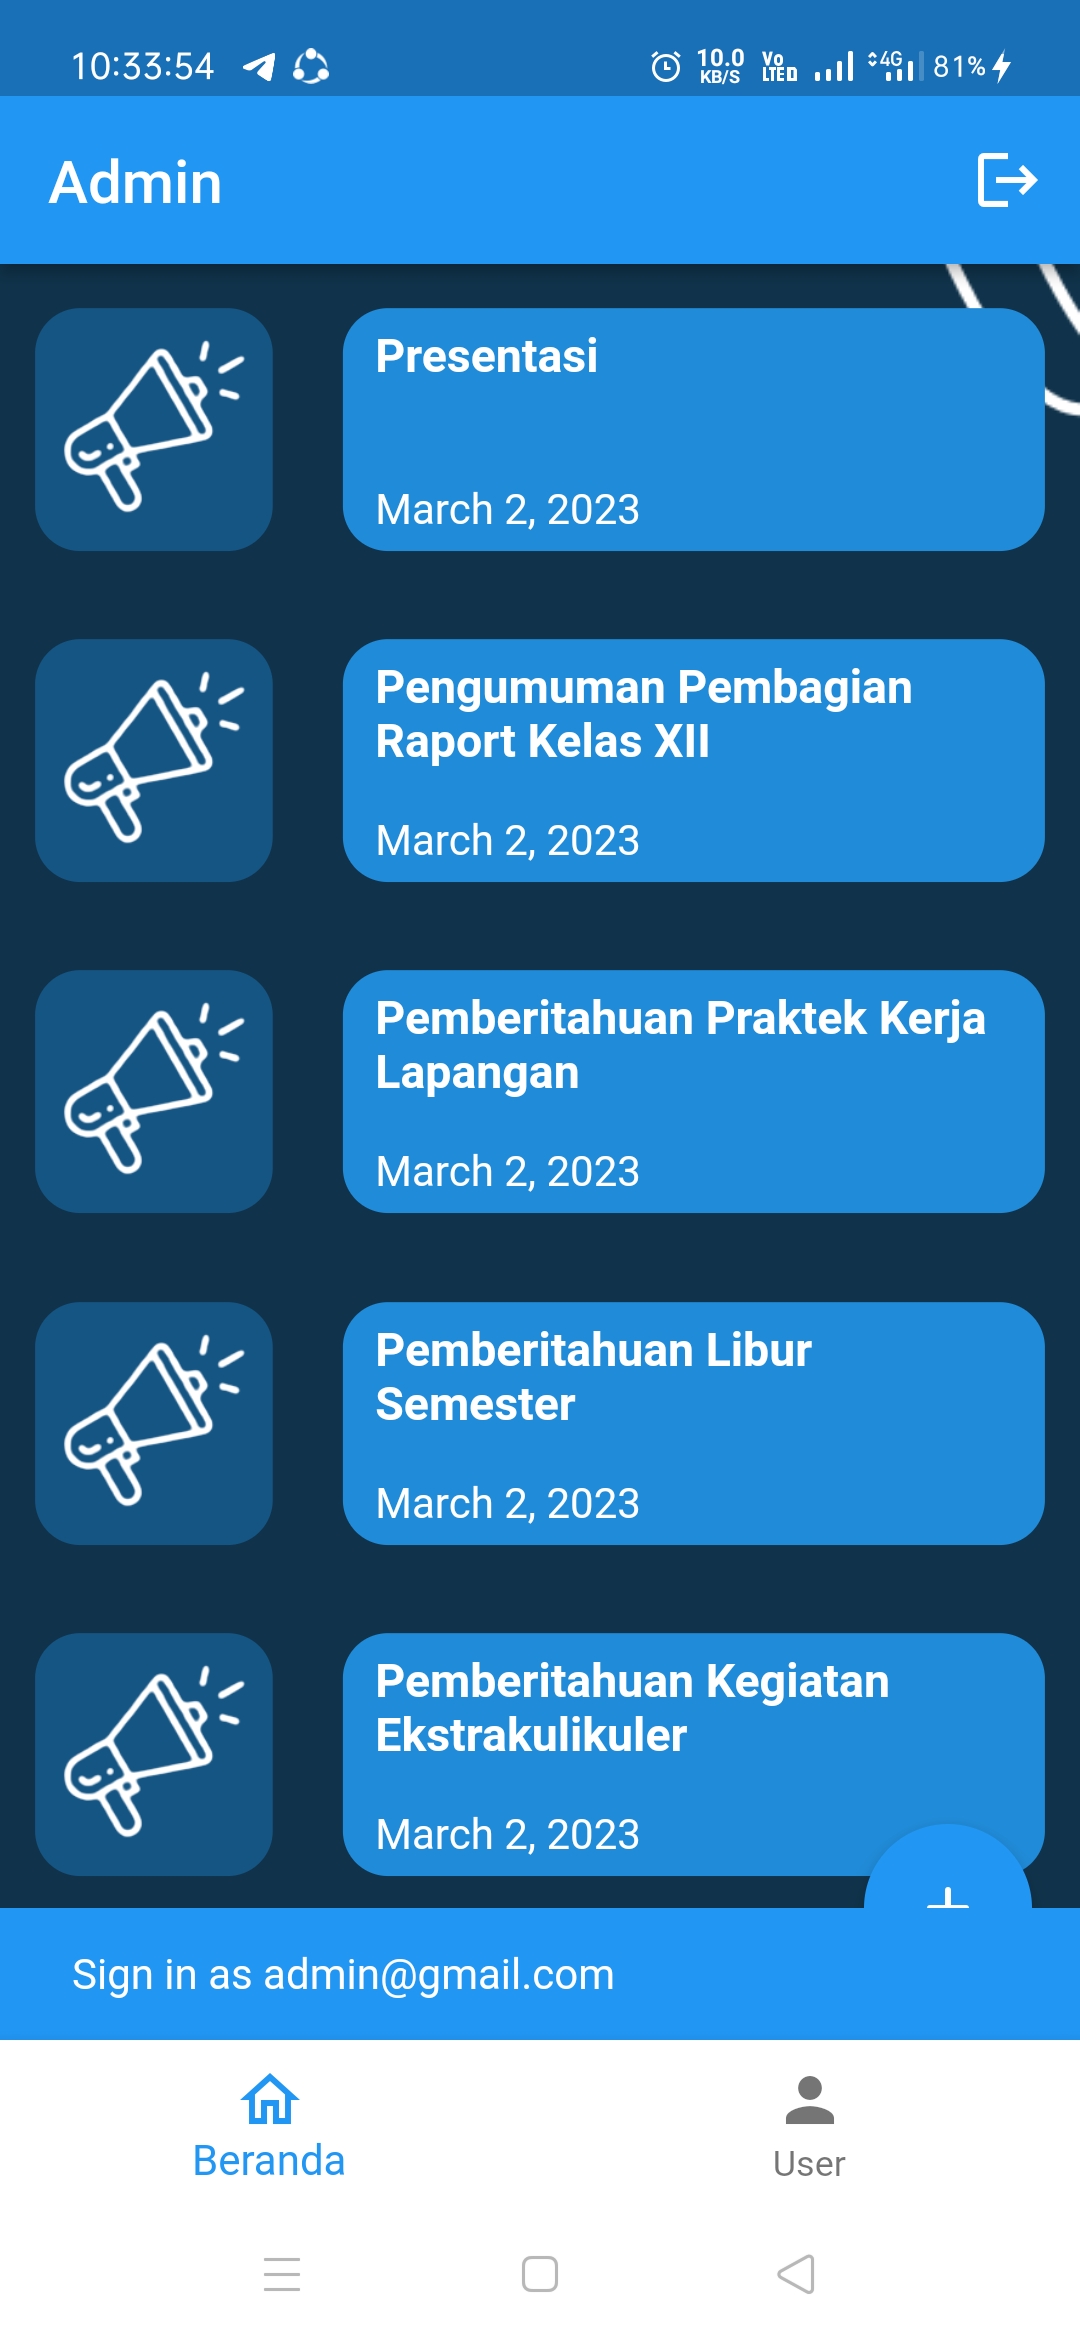 10:33:54 10.0 KB/S Vo LTE 4G 81%
Admin
Presentasi
March 2, 2023
Pengumuman Pembagian
Raport Kelas XII
March 2, 2023
Pemberitahuan Praktek Kerja
Lapangan
March 2, 2023
Pemberitahuan Libur
Semester
March 2, 2023
Pemberitahuan Kegiatan
Ekstrakulikuler
March 2, 2023
Sign in as admin@gmail.com
Beranda
User